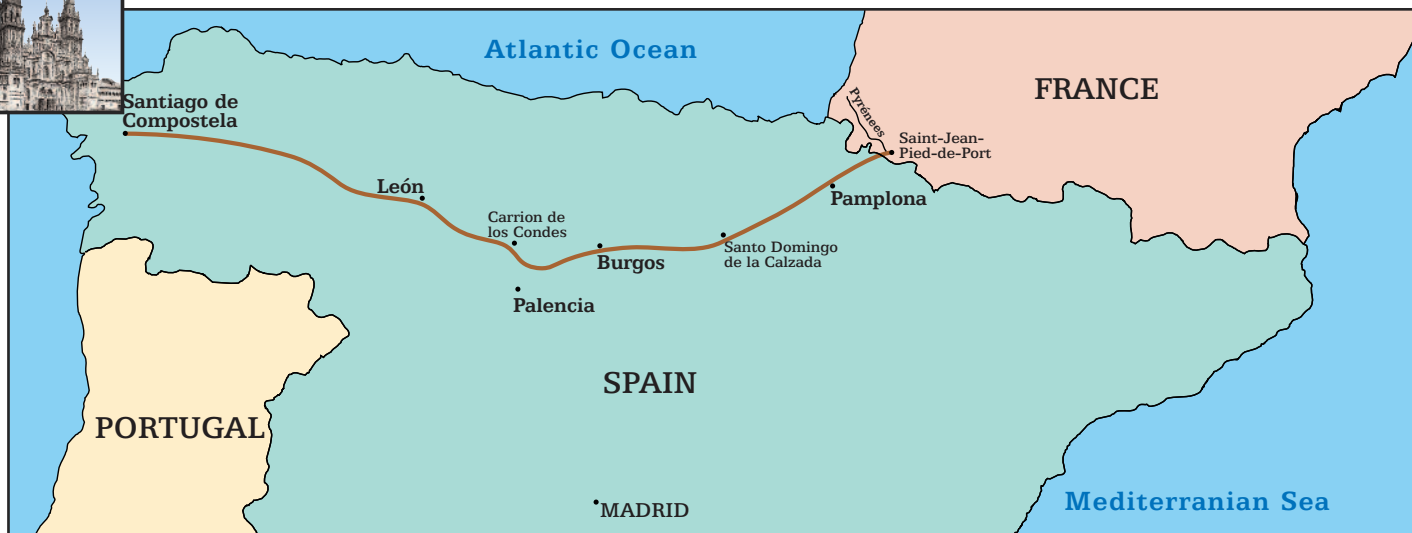 Atlantic Ocean
FRANCE
Santiago de
Compostela
Pyrénees
Saint-Jean-
Pied-de-Port
León
Pamplona
Carrion de
los Condes
Burgos
Santo Domingo
de la Calzada
Palencia
SPAIN
PORTUGAL
MADRID
Mediterranian Sea